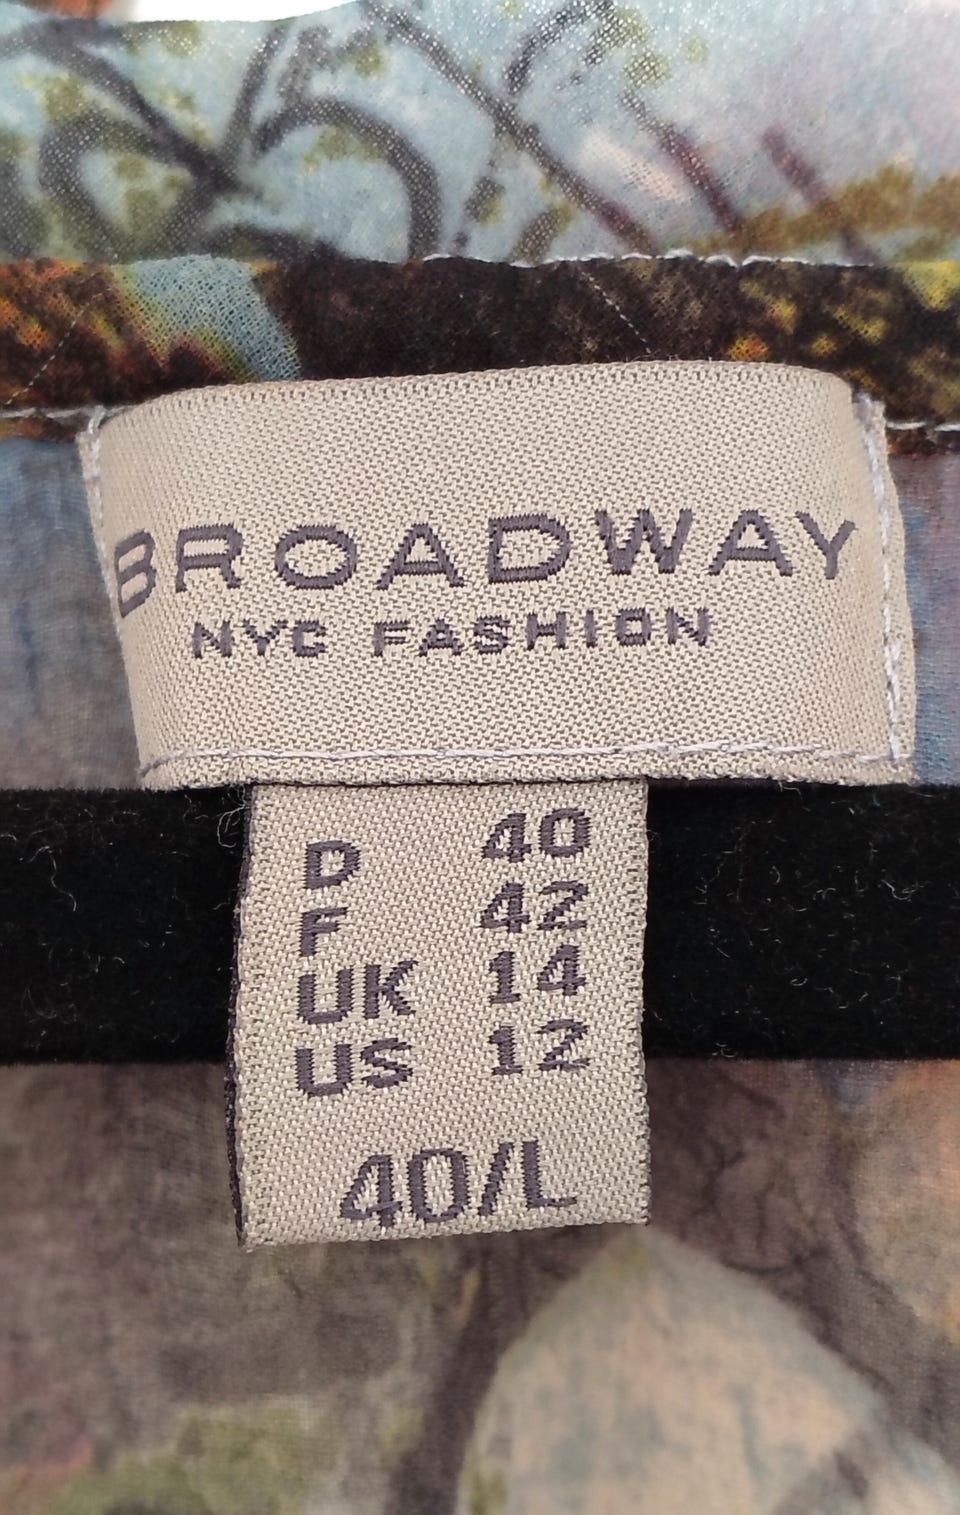 BROADWAY
NYC FASHION
D 40
F 42
UK 14
US 12
40/L